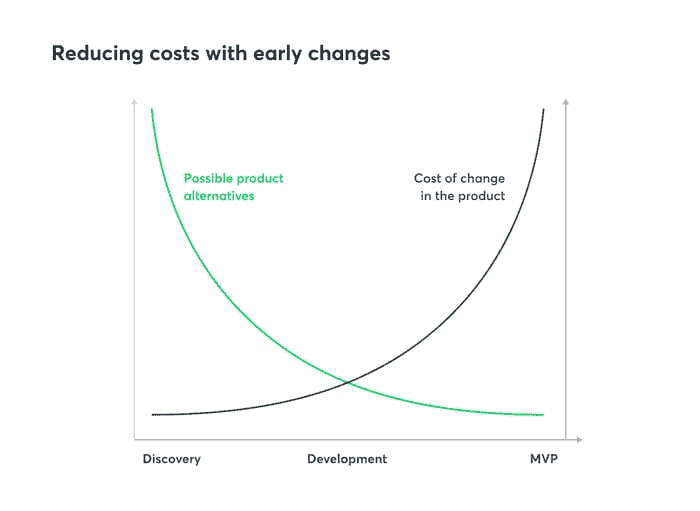 Reducing costs with early changes
Possible product
alternatives
Cost of change
in the product
Discovery
Development
MVP